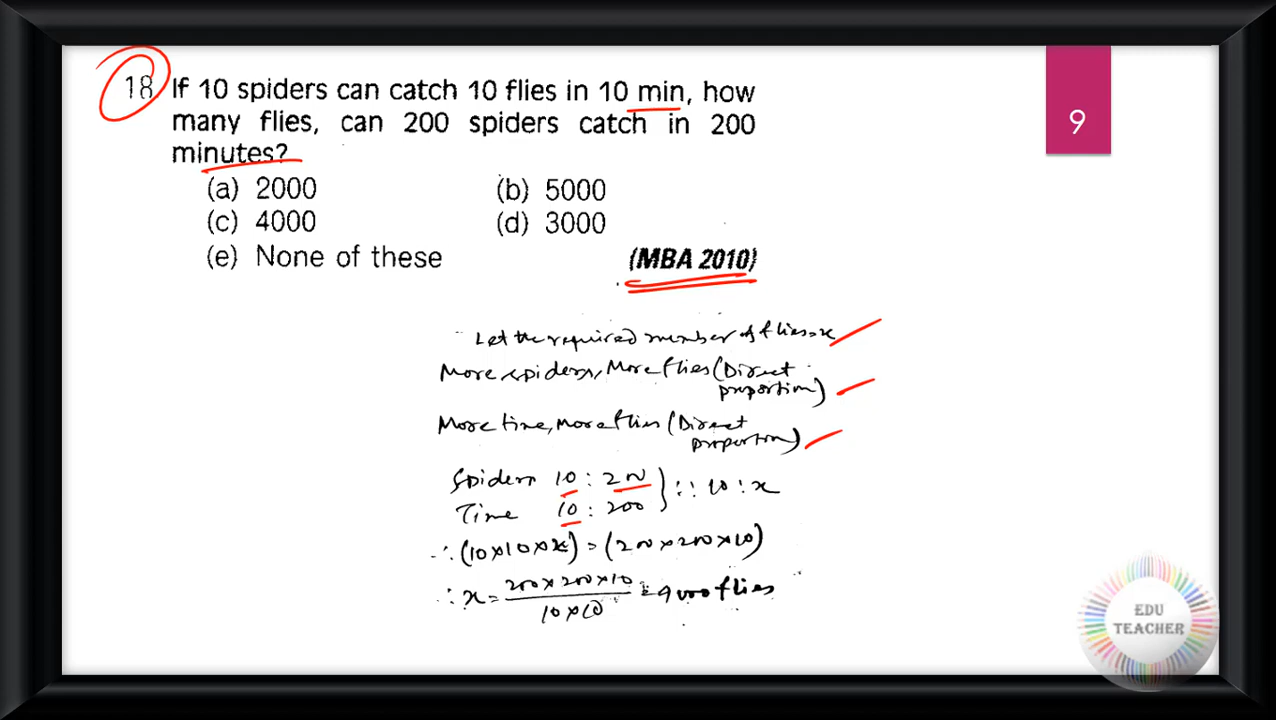 18 If 10 spiders can catch 10 flies in 10 min, how
many flies, can 200 spiders catch in 200
minutes?
(a) 2000 (b) 5000
(c) 4000 (d) 3000
(e) None of these (MBA 2010)
9
Let the required number of flies = x
More spiders, More flies (Direct
proportion)
More time, More flies (Direct
proportion)
Spiders 10 : 200 } :: 10 : x
Time 10 : 200
∴ (10×10×x) = (200×200×10)
∴ x = 200×200×10 / 10×10 = 4000 flies
EDU
TEACHER